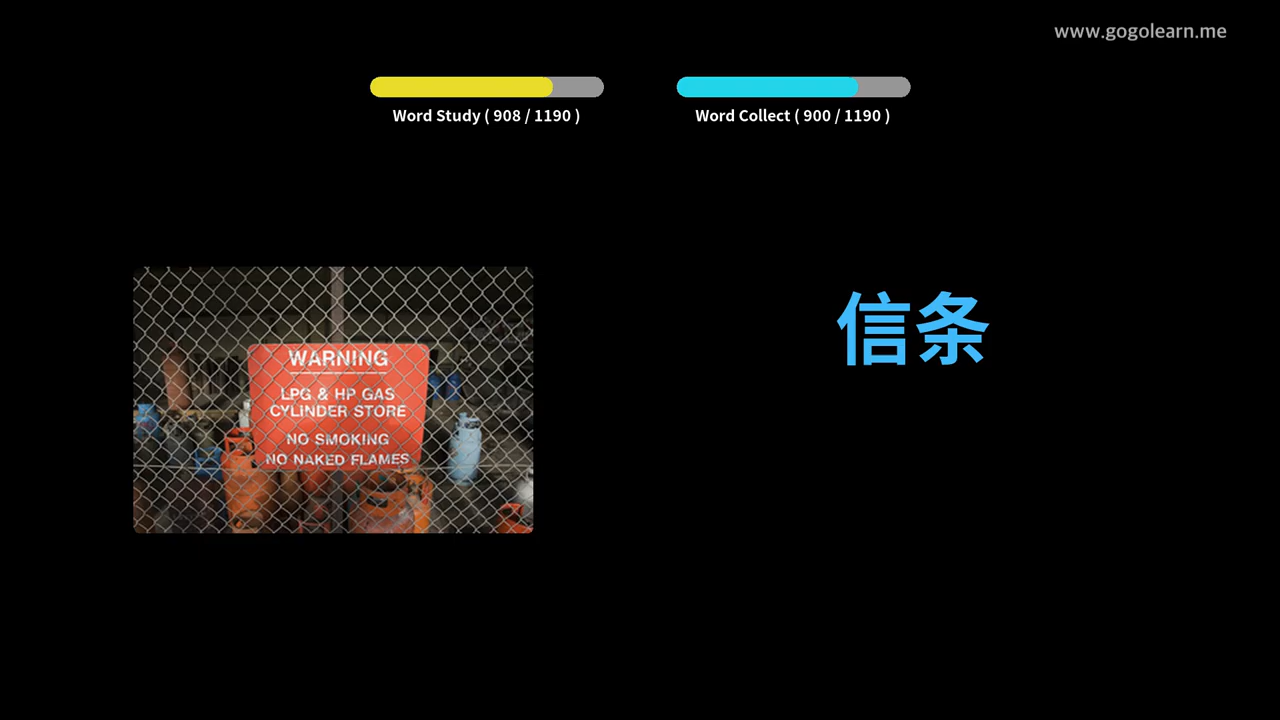 www.gogolearn.me
Word Study ( 908 / 1190 )
Word Collect ( 900 / 1190 )
信条
WARNING
LPG & HP GAS
CYLINDER STORE
NO SMOKING
NO NAKED FLAMES